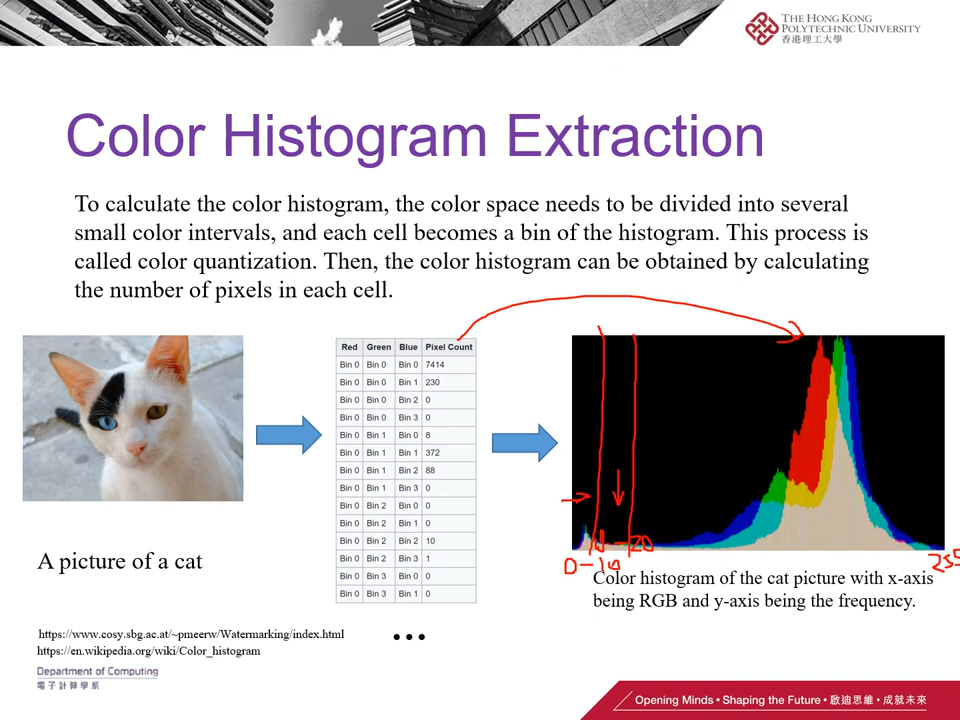 THE HONG KONG
POLYTECHNIC UNIVERSITY
香港理工大學
Color Histogram Extraction
To calculate the color histogram, the color space needs to be divided into several
small color intervals, and each cell becomes a bin of the histogram. This process is
called color quantization. Then, the color histogram can be obtained by calculating
the number of pixels in each cell.
Red Green Blue Pixel Count
Bin 0 Bin 0 Bin 0 7414
Bin 0 Bin 0 Bin 1 230
Bin 0 Bin 0 Bin 2 0
Bin 0 Bin 0 Bin 3 0
Bin 0 Bin 1 Bin 0 8
Bin 0 Bin 1 Bin 1 372
Bin 0 Bin 1 Bin 2 88
Bin 0 Bin 1 Bin 3 0
Bin 0 Bin 2 Bin 0 0
Bin 0 Bin 2 Bin 1 0
Bin 0 Bin 2 Bin 2 10
Bin 0 Bin 2 Bin 3 1
Bin 0 Bin 3 Bin 0 0
Bin 0 Bin 3 Bin 1 0
...
A picture of a cat
-20
0-10
255
Color histogram of the cat picture with x-axis
being RGB and y-axis being the frequency.
https://www.cosy.sbg.ac.at/~pmeerw/Watermarking/index.html
https://en.wikipedia.org/wiki/Color_histogram
Department of Computing
電子計算學系
Opening Minds • Shaping the Future • 啟迪思維 • 成就未來